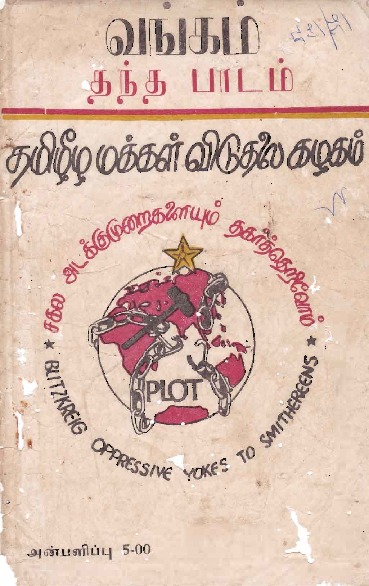 வங்கம்
தந்த பாடம்
தமிழீழ மக்கள் விடுதலை கழகம்
சகல அடக்குமுறைகளையும் தகர்த்தெறிவோம்
PLOT
★ BLITZKREIG OPPRESSIVE YOKES TO SMITHEREENS ★
அன்பளிப்பு 5-00